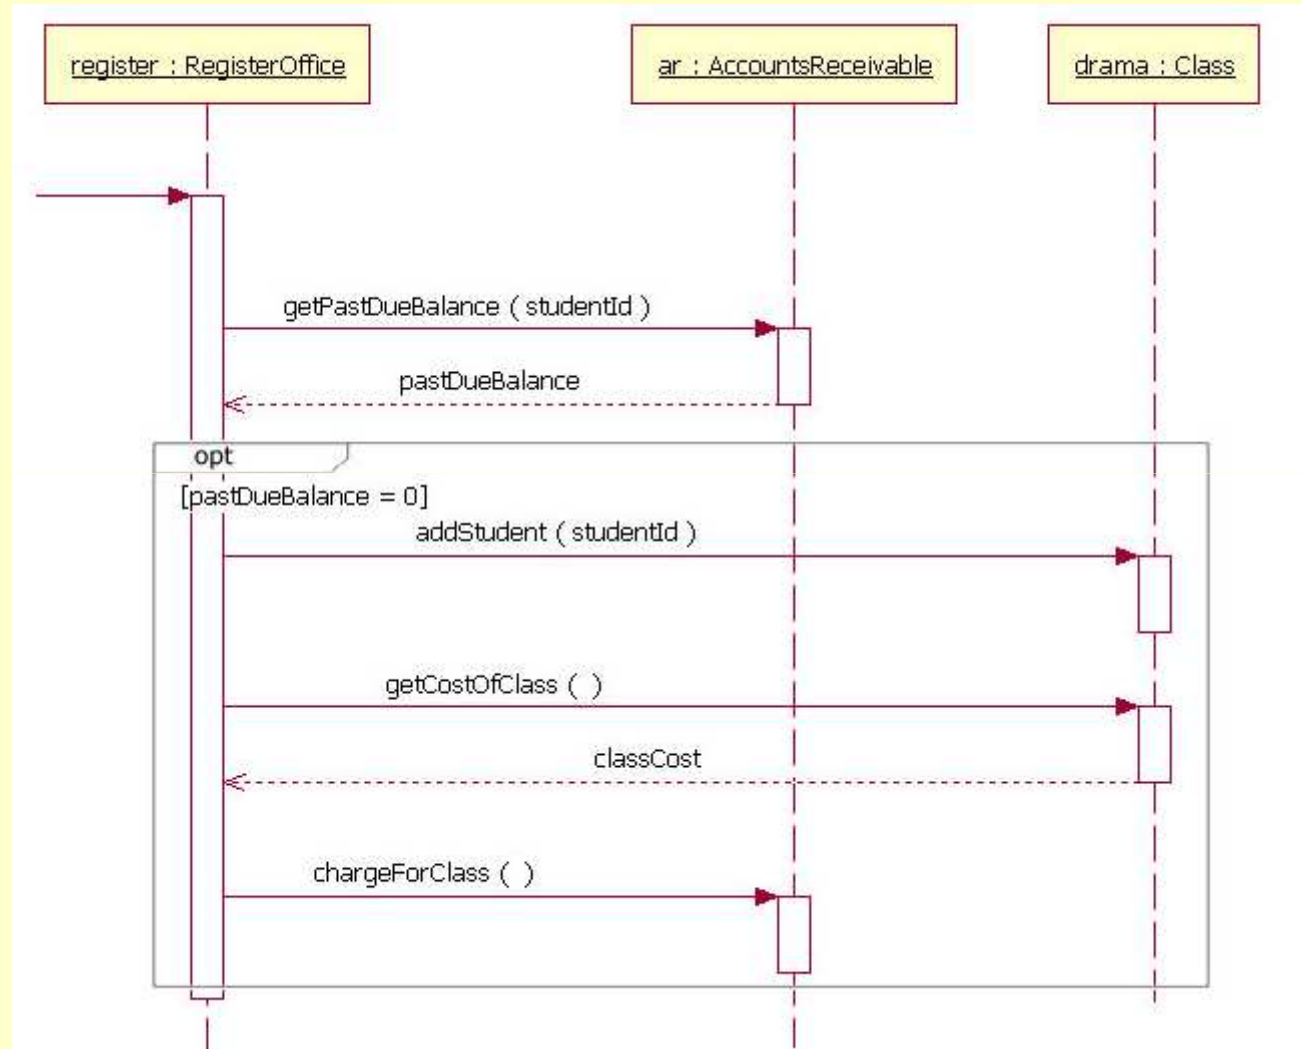 register : RegisterOffice
ar : AccountsReceivable
drama : Class
getPastDueBalance ( studentId )
pastDueBalance
opt
[pastDueBalance = 0]
addStudent ( studentId )
getCostOfClass ( )
classCost
chargeForClass ( )